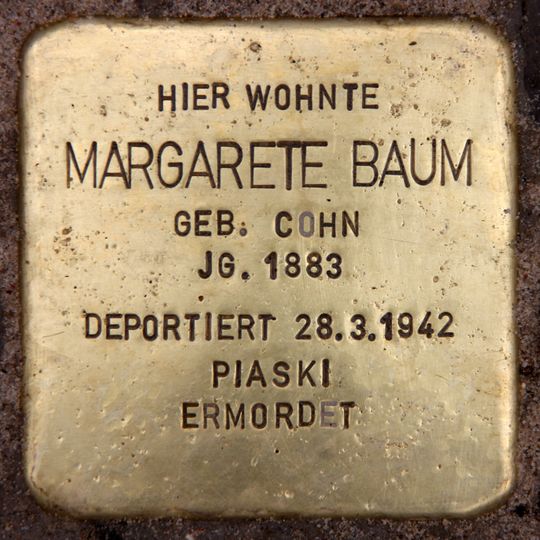 HIER WOHNTE
MARGARETE BAUM
GEB. COHN
JG. 1883
DEPORTIERT 28.3.1942
PIASKI
ERMORDET